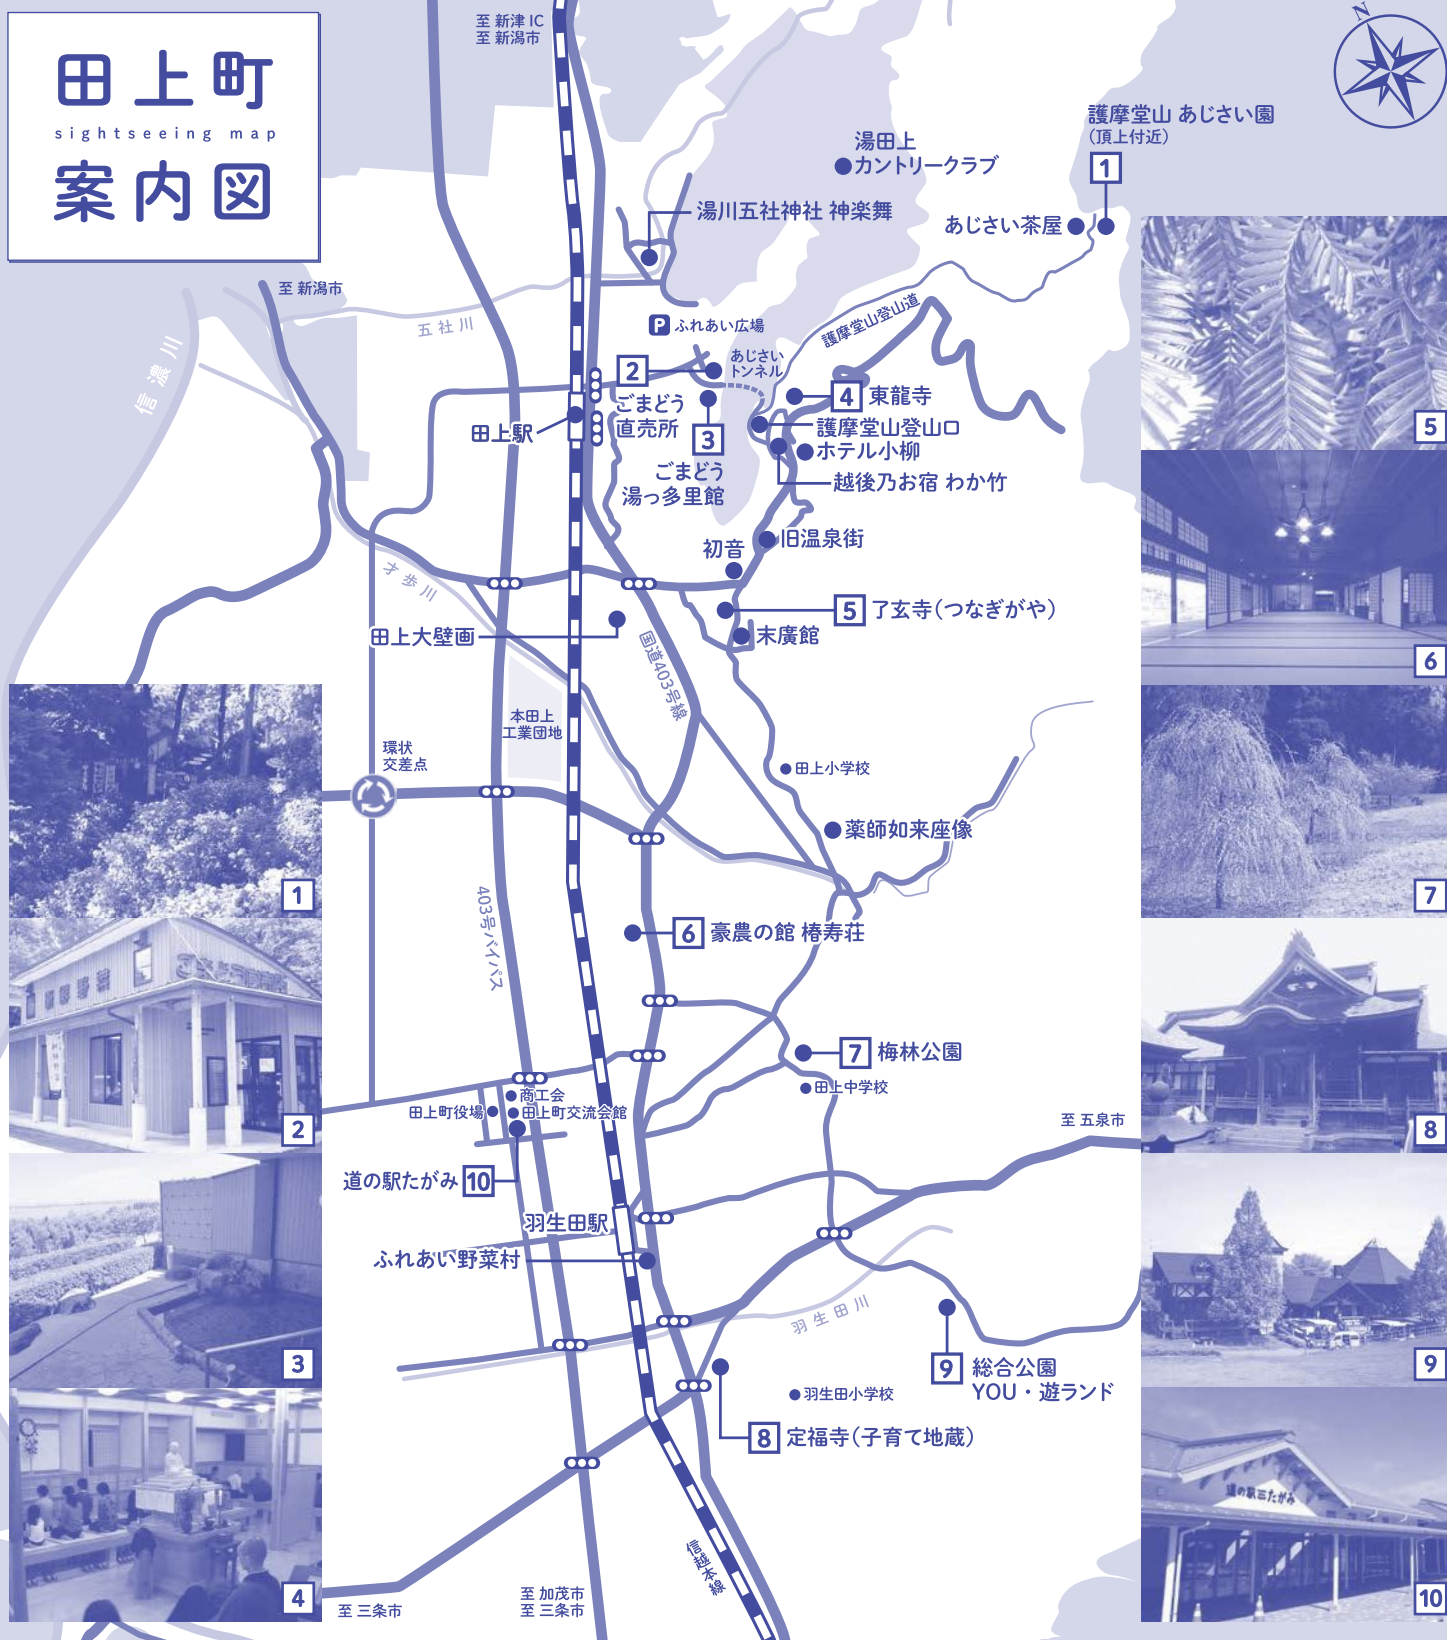 田上町
sightseeing map
案内図
至 新津 IC
至 新潟市
N
護摩堂山 あじさい園
(頂上付近)
1
湯田上
カントリークラブ
湯川五社神社 神楽舞
あじさい茶屋
至 新潟市
五社川
信濃川
P ふれあい広場
護摩堂山登山道
あじさい
トンネル
2
ごまどう
直売所
4 東龍寺
護摩堂山登山口
田上駅
3
ホテル小柳
ごまどう
湯っ多里館
越後乃お宿 わか竹
旧温泉街
初音
才歩川
5 了玄寺(つなぎがや)
田上大壁画
末廣館
国道403号線
本田上
工業団地
環状
交差点
田上小学校
薬師如来座像
403号バイパス
6 豪農の館 椿寿荘
7 梅林公園
田上中学校
商工会
田上町役場
田上町交流会館
至 五泉市
道の駅たがみ 10
羽生田駅
ふれあい野菜村
羽生田川
9 総合公園
YOU・遊ランド
羽生田小学校
8 定福寺(子育て地蔵)
信越本線
至 加茂市
至 三条市
至 三条市
1
2
3
4
5
6
7
8
9
道の駅たがみ
10